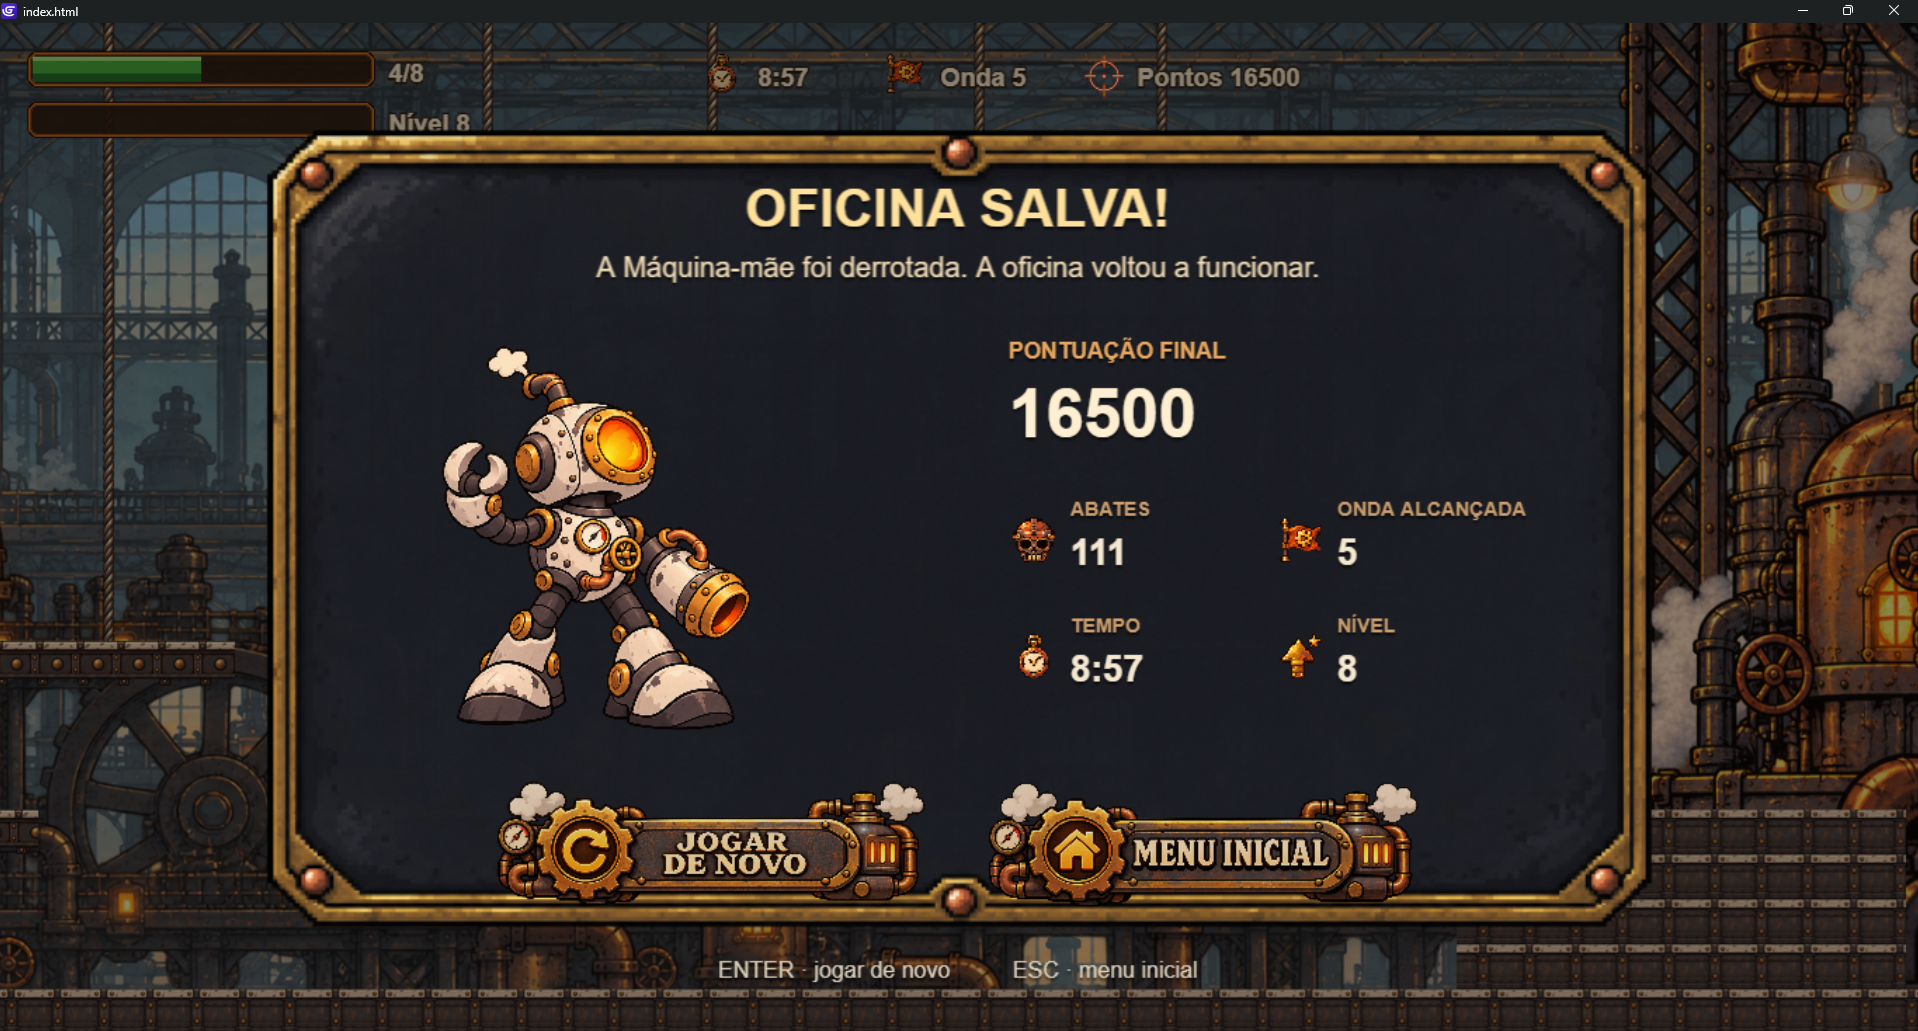 index.html
4/8
8:57
Onda 5
Pontos 16500
Nível 8
OFICINA SALVA!
A Máquina-mãe foi derrotada. A oficina voltou a funcionar.
PONTUAÇÃO FINAL
16500
ABATES
111
ONDA ALCANÇADA
5
TEMPO
8:57
NÍVEL
8
JOGAR
DE NOVO
MENU INICIAL
ENTER · jogar de novo
ESC · menu inicial